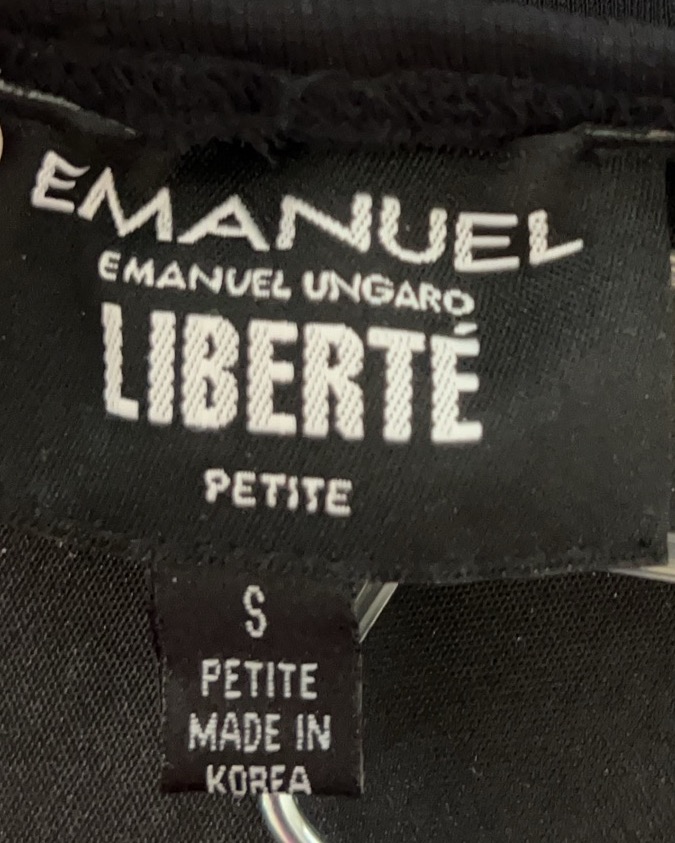 EMANUEL
EMANUEL UNGARO
LIBERTÉ
PETITE
S
PETITE
MADE IN
KOREA